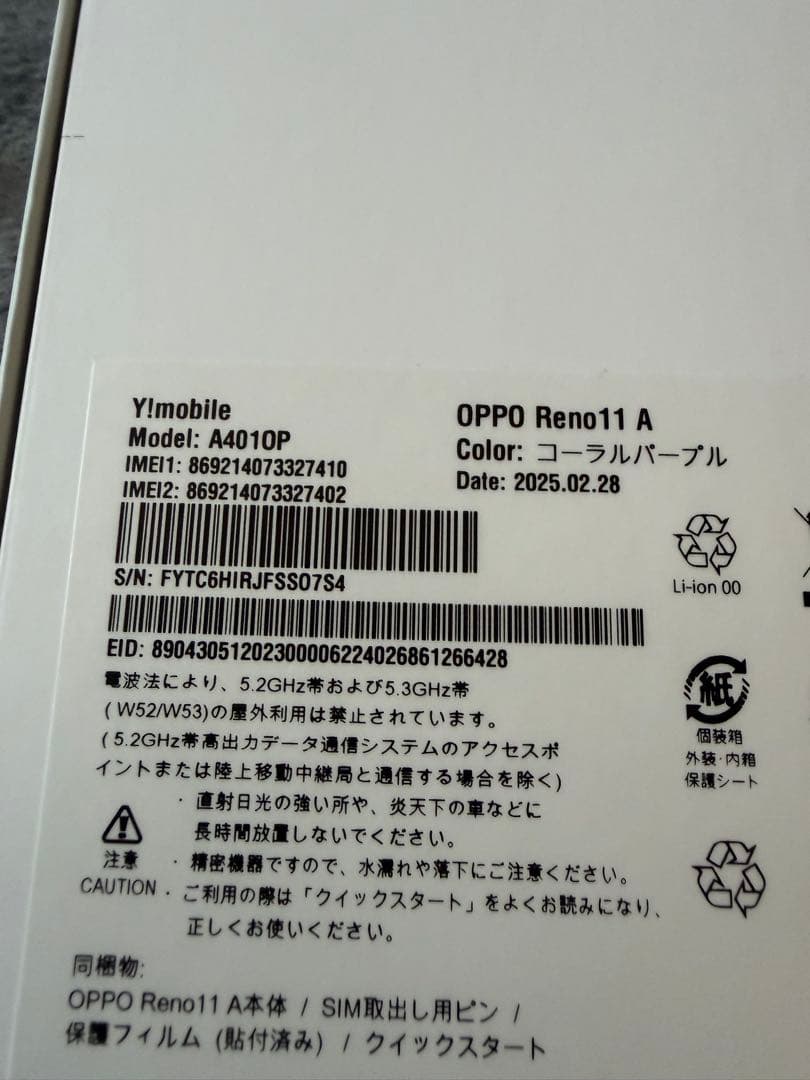 Y!mobile
Model: A401OP
IMEI1: 869214073327410
IMEI2: 869214073327402
OPPO Reno11 A
Color: コーラルパープル
Date: 2025.02.28
S/N: FYTC6HIRJFSSO7S4
EID: 89043051202300006224026861266428
Li-ion 00
電波法により、5.2GHz帯および5.3GHz帯
( W52/W53)の屋外利用は禁止されています。
( 5.2GHz帯高出力データ通信システムのアクセスポ
イントまたは陸上移動中継局と通信する場合を除く)
紙
個装箱
外装・内箱
保護シート
注意
CAUTION
・直射日光の強い所や、炎天下の車などに
長時間放置しないでください。
・精密機器ですので、水濡れや落下にご注意ください。
・ご利用の際は「クイックスタート」をよくお読みになり、
正しくお使いください。
同梱物:
OPPO Reno11 A本体 / SIM取出し用ピン /
保護フィルム (貼付済み) / クイックスタート